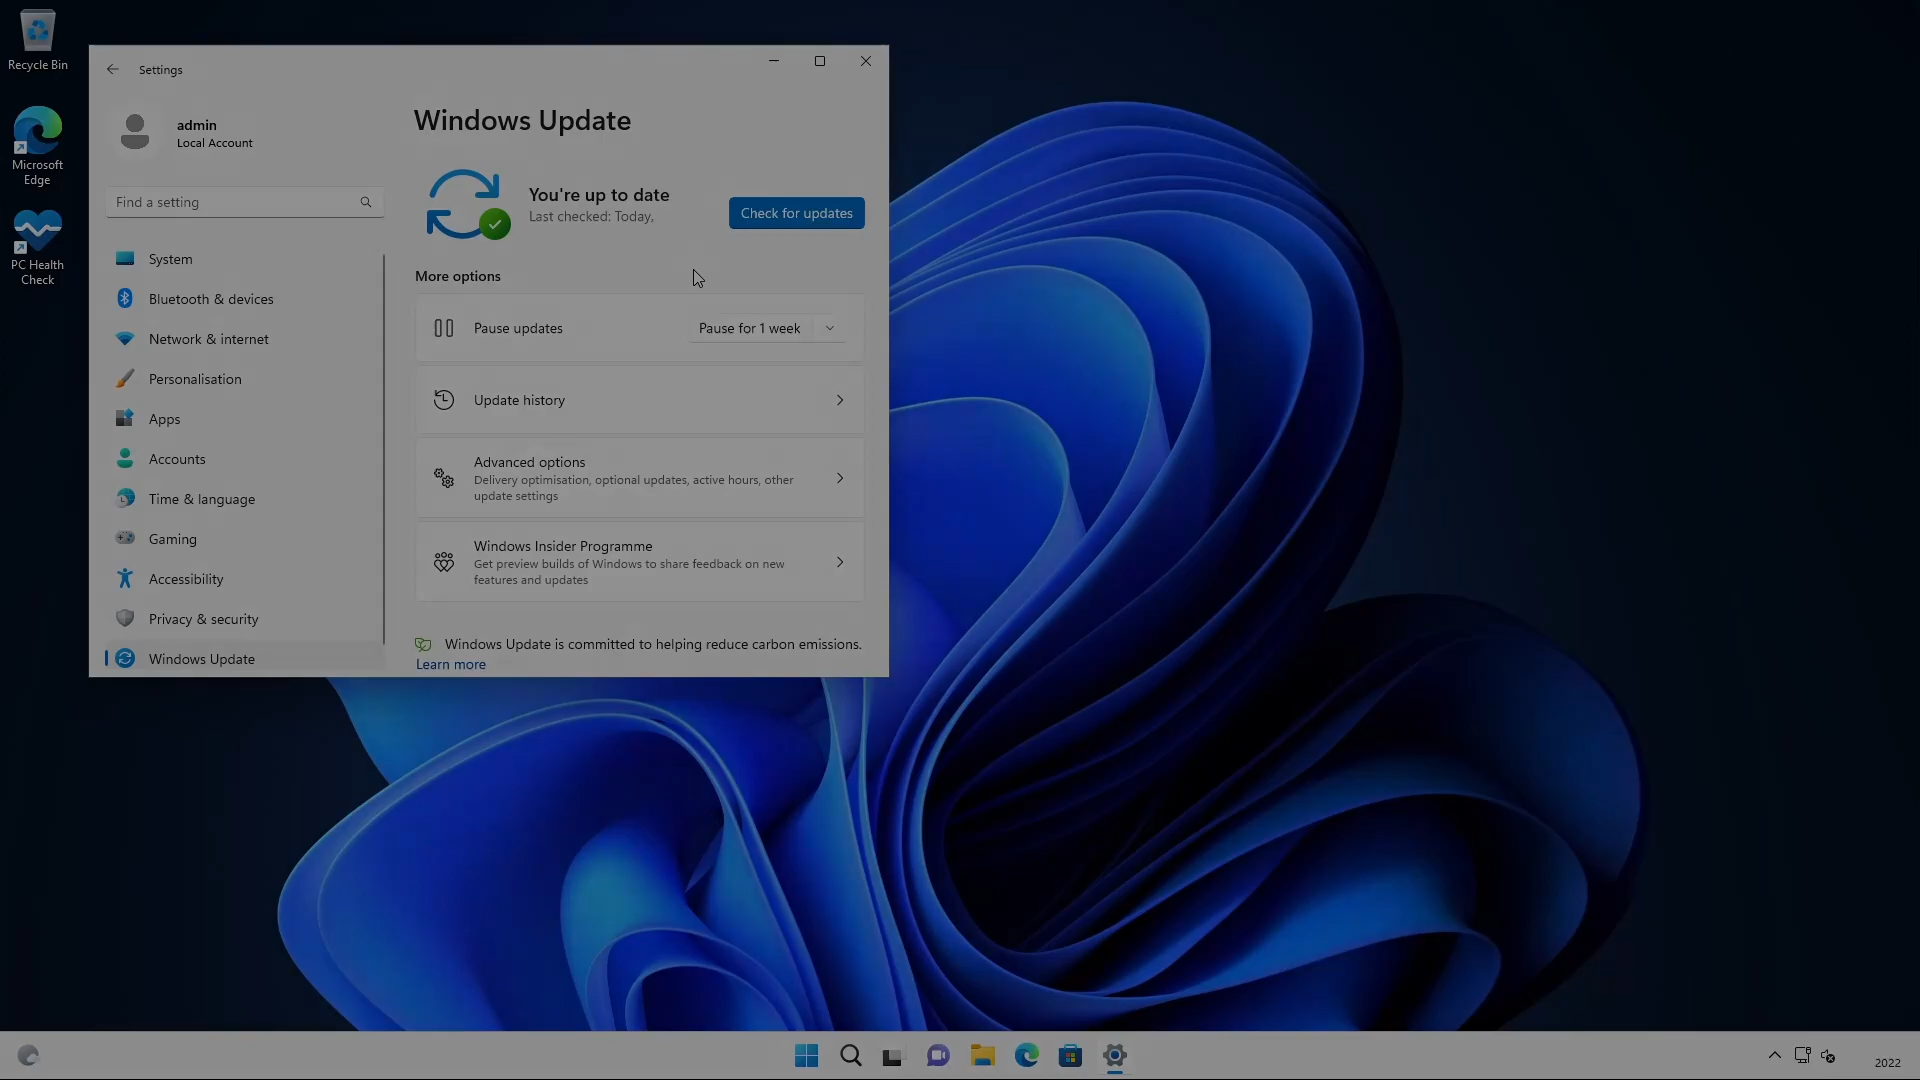 Recycle Bin
Microsoft
Edge
PC Health
Check
Settings
admin
Local Account
Find a setting
System
Bluetooth & devices
Network & internet
Personalisation
Apps
Accounts
Time & language
Gaming
Accessibility
Privacy & security
Windows Update
Windows Update
You're up to date
Last checked: Today,
Check for updates
More options
Pause updates
Pause for 1 week
Update history
Advanced options
Delivery optimisation, optional updates, active hours, other
update settings
Windows Insider Programme
Get preview builds of Windows to share feedback on new
features and updates
Windows Update is committed to helping reduce carbon emissions.
Learn more
2022